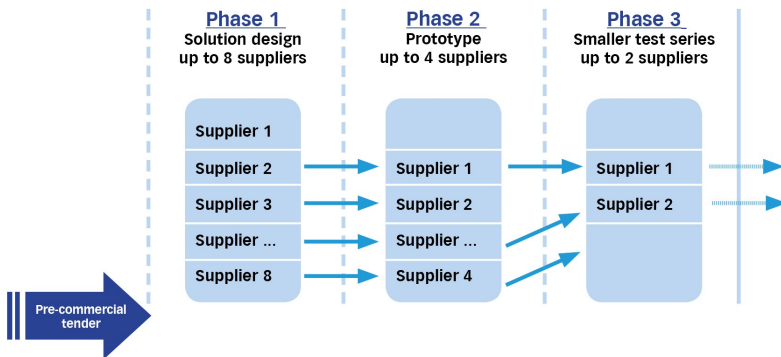 Phase 1
Solution design
up to 8 suppliers
Phase 2
Prototype
up to 4 suppliers
Phase 3
Smaller test series
up to 2 suppliers
Supplier 1
Supplier 2
Supplier 3
Supplier ...
Supplier 8
Supplier 1
Supplier 2
Supplier ...
Supplier 4
Supplier 1
Supplier 2
Pre-commercial
tender